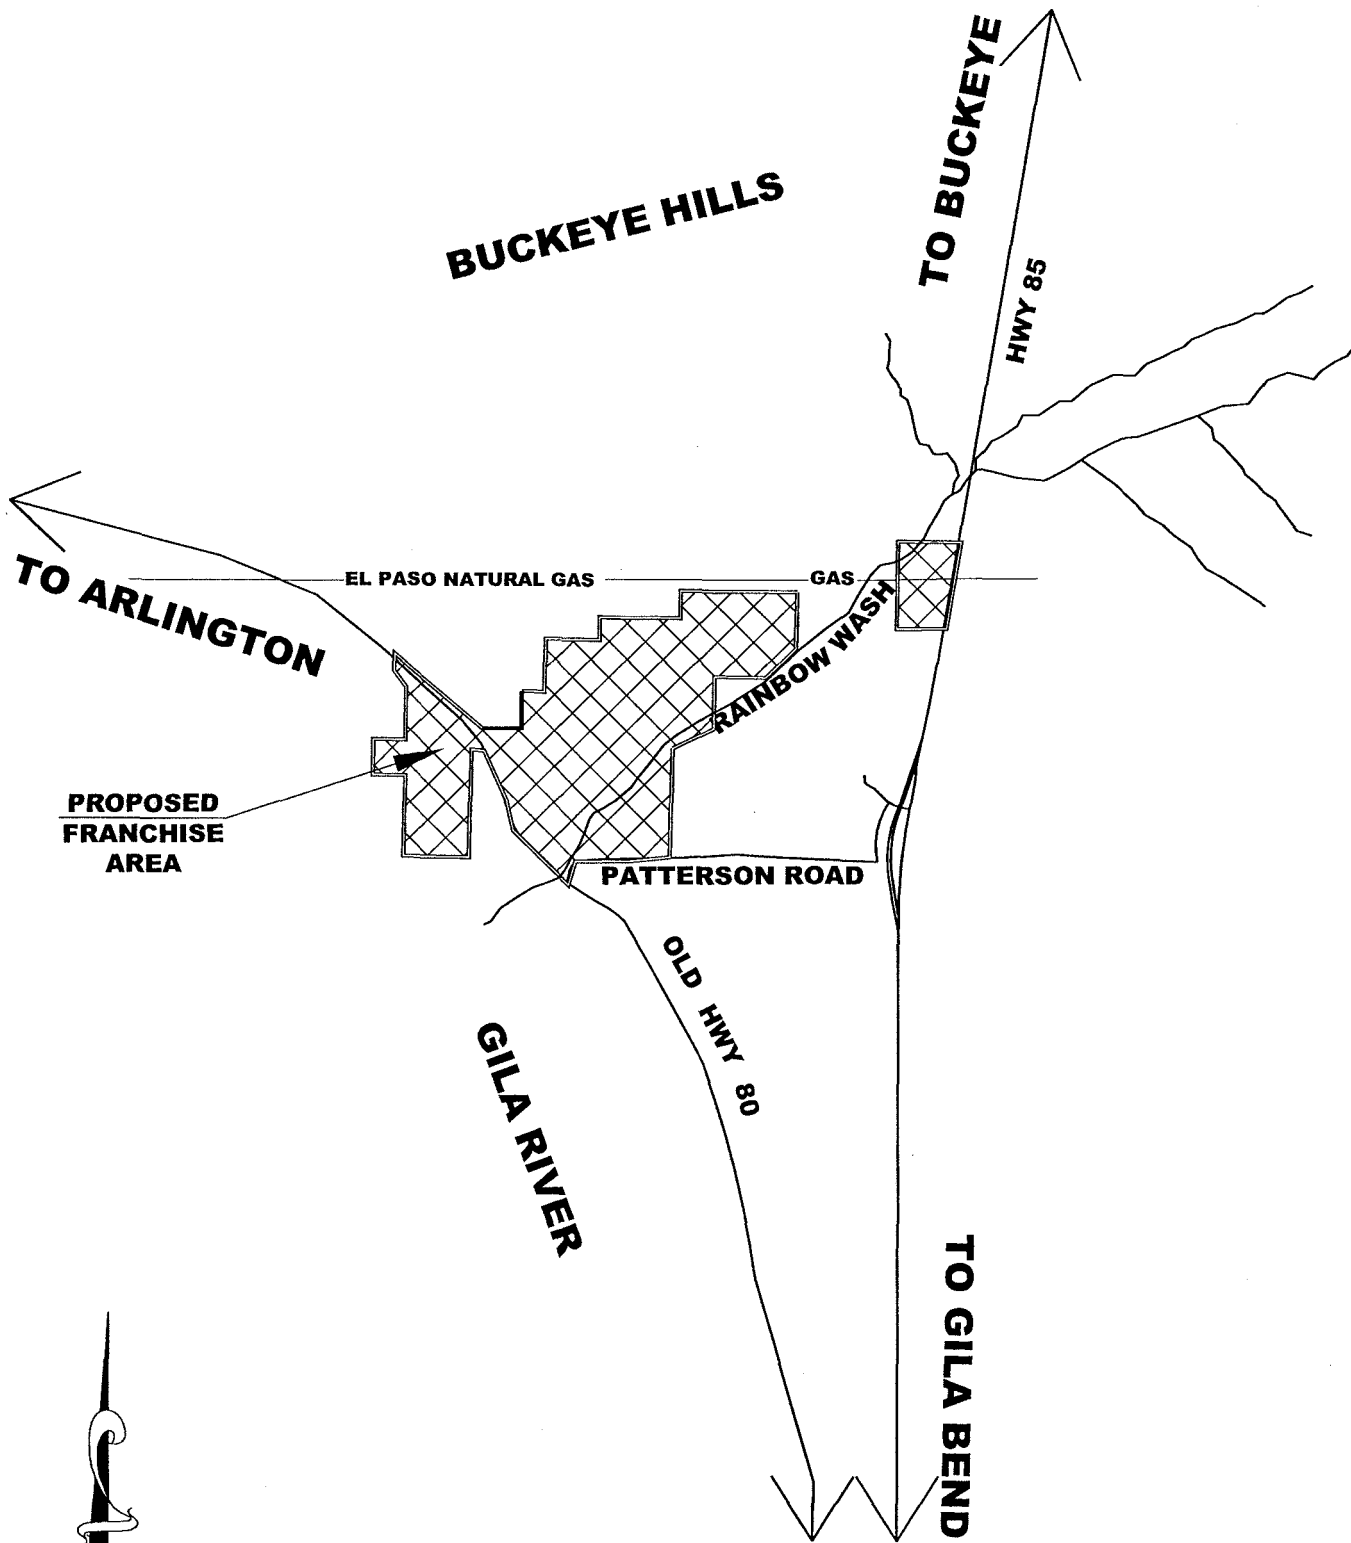 TO BUCKEYE
BUCKEYE HILLS
HWY 85
TO ARLINGTON
EL PASO NATURAL GAS
GAS
RAINBOW WASH
PROPOSED
FRANCHISE
AREA
PATTERSON ROAD
OLD HWY 80
GILA RIVER
TO GILA BEND